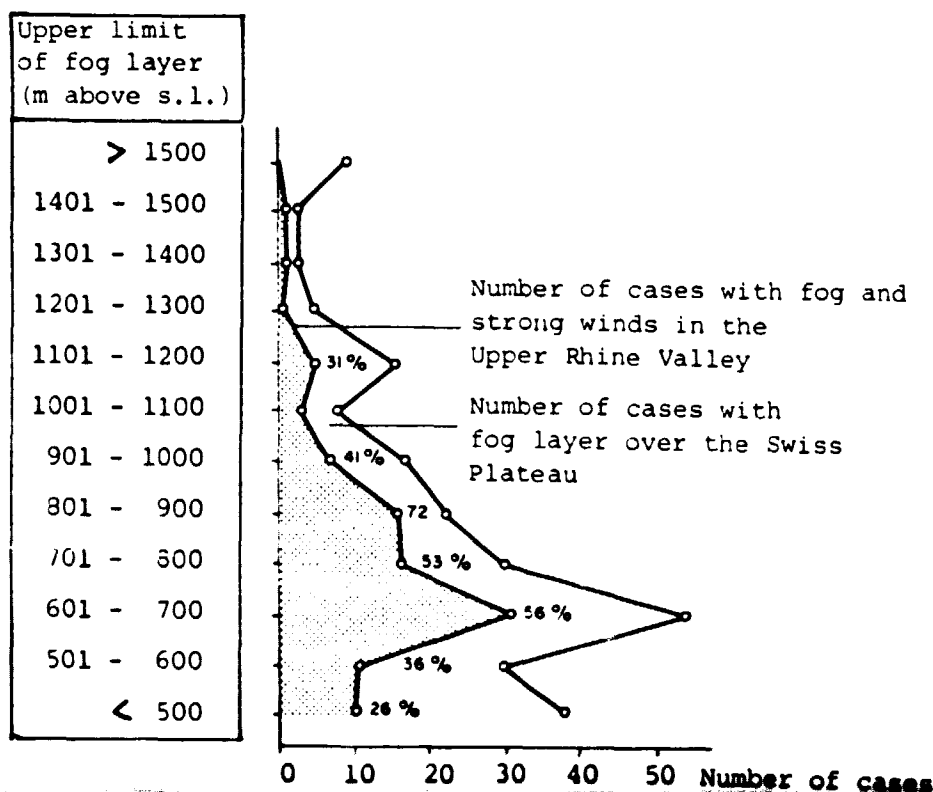 Upper limit
of fog layer
(m above s.l.)
> 1500
1401 - 1500
1301 - 1400
1201 - 1300
1101 - 1200
1001 - 1100
901 - 1000
801 - 900
701 - 800
601 - 700
501 - 600
< 500
Number of cases with fog and
strong winds in the
Upper Rhine Valley
Number of cases with
fog layer over the Swiss
Plateau
31 %
41 %
72
53 %
56 %
36 %
26 %
0 10 20 30 40 50 Number of cases